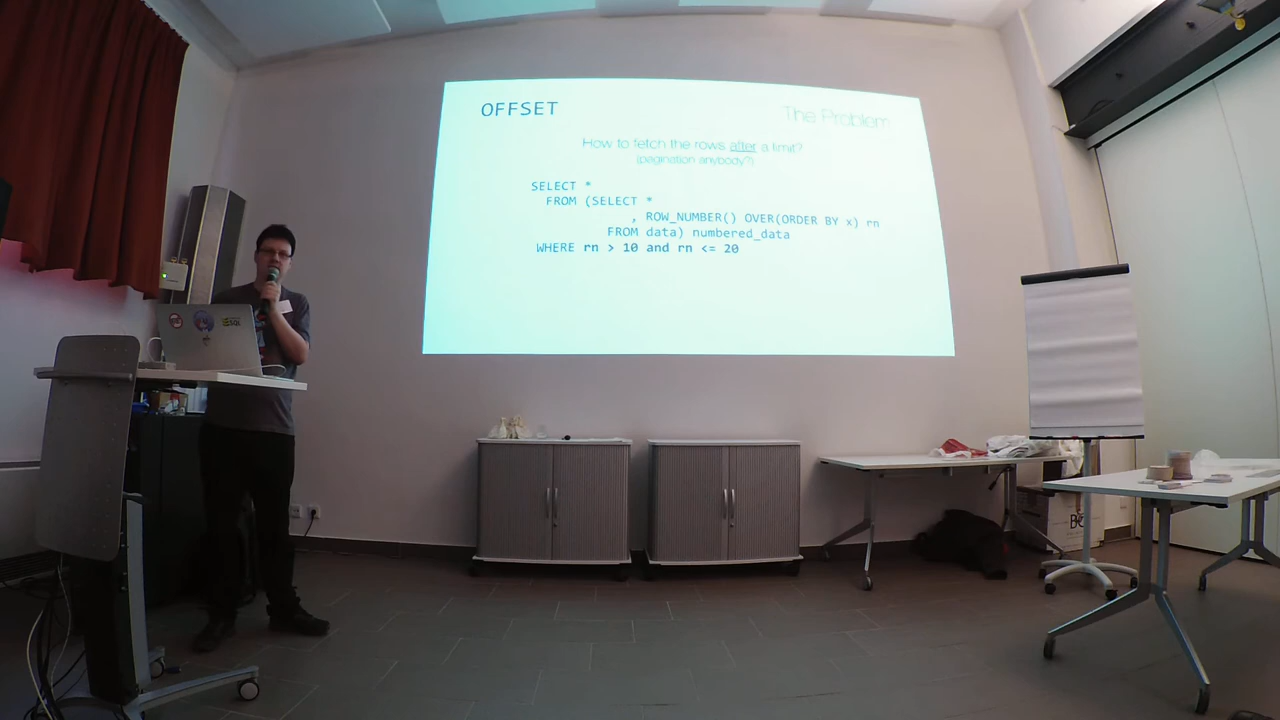 OFFSET
The Problem
How to fetch the rows after a limit?
(pagination anybody?)
SELECT *
FROM (SELECT *
, ROW_NUMBER() OVER(ORDER BY x) rn
FROM data) numbered_data
WHERE rn > 10 and rn <= 20